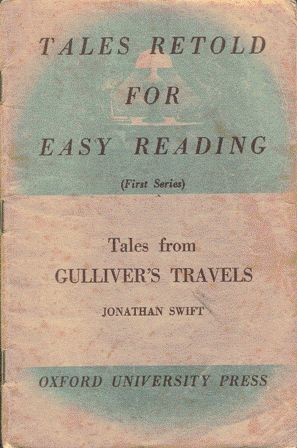 TALES RETOLD
FOR
EASY READING
(First Series)
Tales from
GULLIVER'S TRAVELS
JONATHAN SWIFT
OXFORD UNIVERSITY PRESS